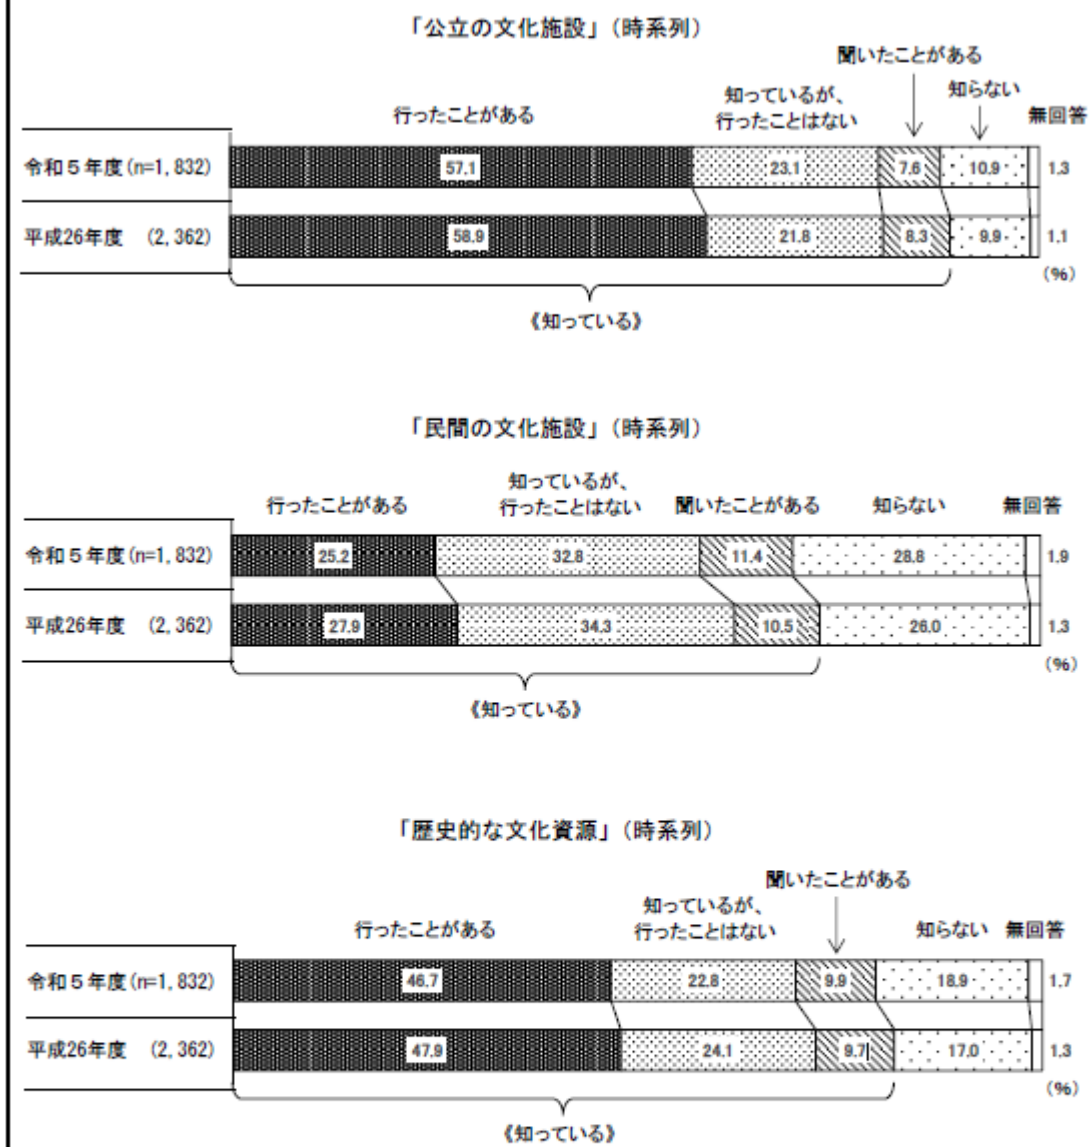 「公立の文化施設」(時系列)
聞いたことがある
行ったことがある
知っているが、
行ったことはない
知らない
無回答
令和5年度(n=1,832) 57.1 23.1 7.6 10.9 1.3
平成26年度 (2,362) 58.9 21.8 8.3 9.9 1.1
(%)
《知っている》
「民間の文化施設」(時系列)
行ったことがある
知っているが、
行ったことはない
聞いたことがある
知らない
無回答
令和5年度(n=1,832) 25.2 32.8 11.4 28.8 1.9
平成26年度 (2,362) 27.9 34.3 10.5 26.0 1.3
(%)
《知っている》
「歴史的な文化資源」(時系列)
聞いたことがある
行ったことがある
知っているが、
行ったことはない
知らない
無回答
令和5年度(n=1,832) 46.7 22.8 9.9 18.9 1.7
平成26年度 (2,362) 47.9 24.1 9.7 17.0 1.3
(%)
《知っている》